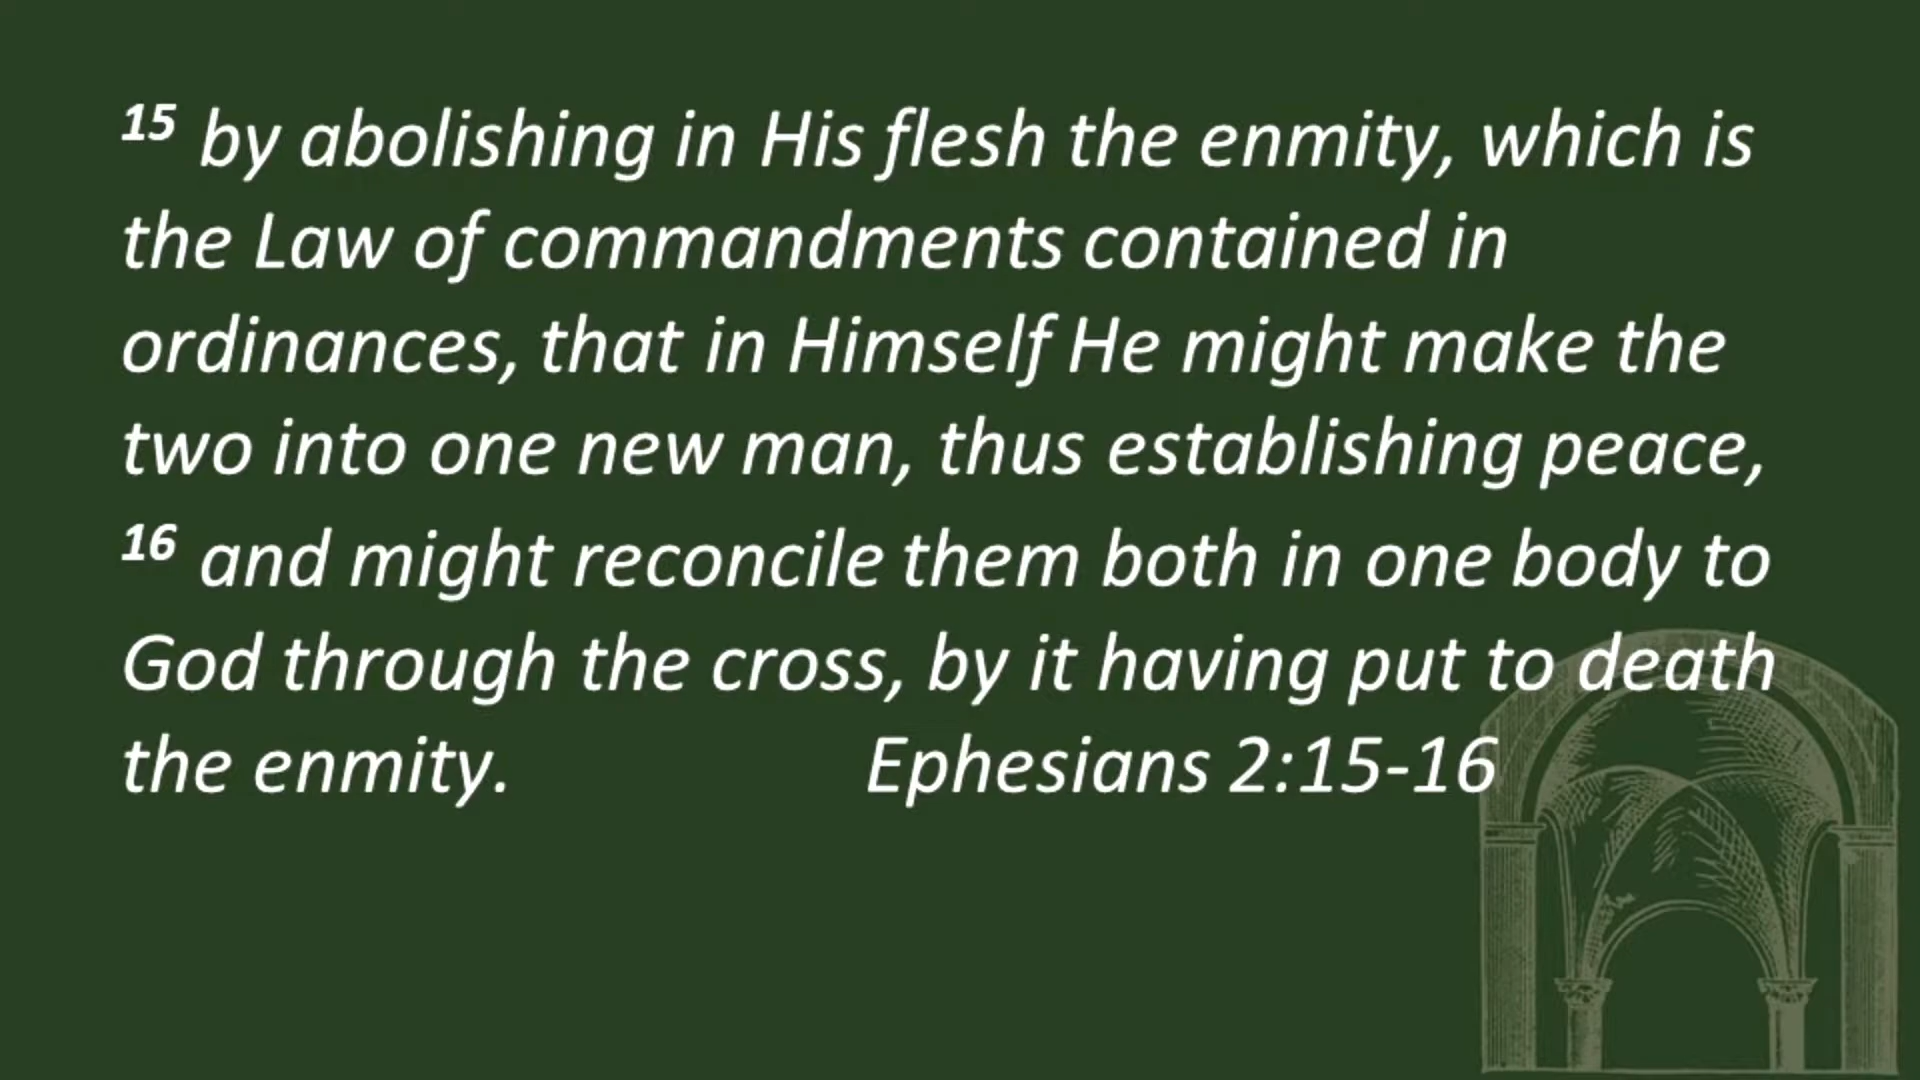 15 by abolishing in His flesh the enmity, which is
the Law of commandments contained in
ordinances, that in Himself He might make the
two into one new man, thus establishing peace,
16 and might reconcile them both in one body to
God through the cross, by it having put to death
the enmity. Ephesians 2:15-16